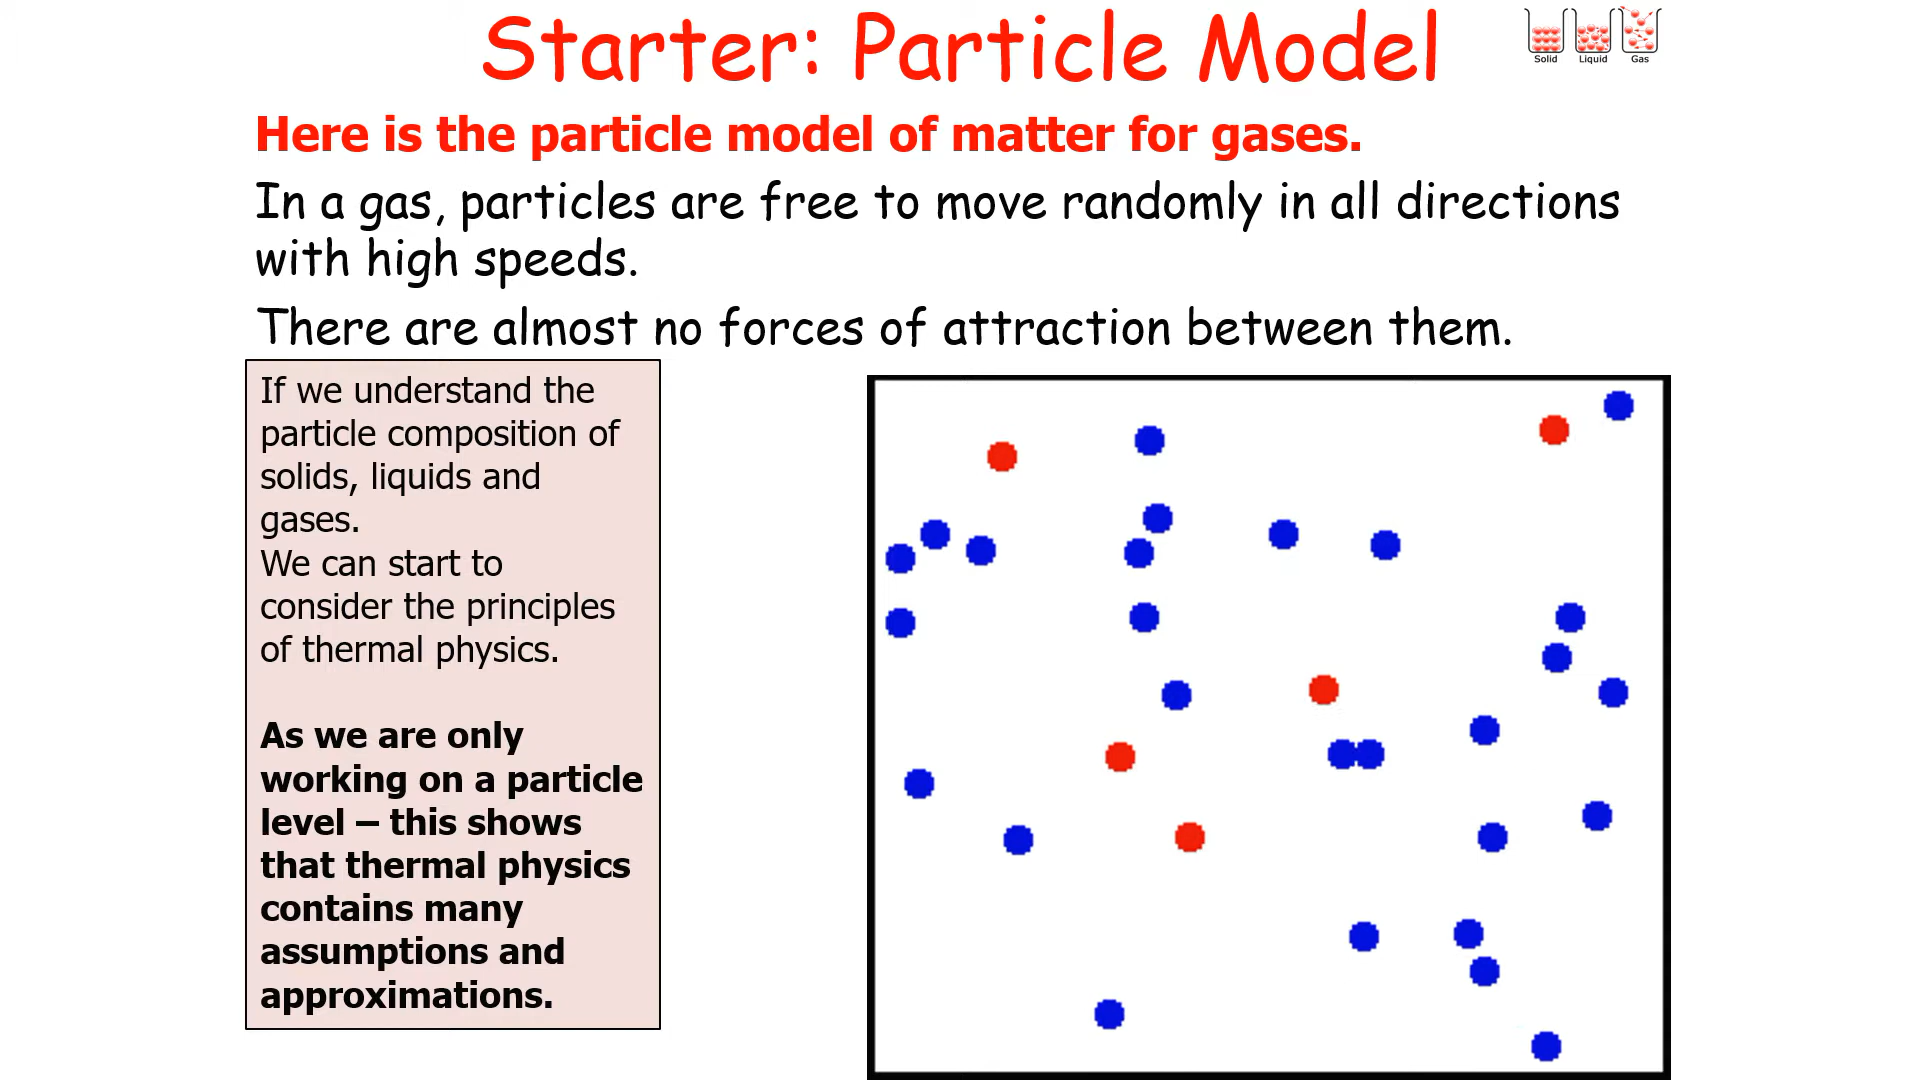 Starter: Particle Model
Solid Liquid Gas
Here is the particle model of matter for gases.
In a gas, particles are free to move randomly in all directions
with high speeds.
There are almost no forces of attraction between them.
If we understand the
particle composition of
solids, liquids and
gases.
We can start to
consider the principles
of thermal physics.
As we are only
working on a particle
level – this shows
that thermal physics
contains many
assumptions and
approximations.